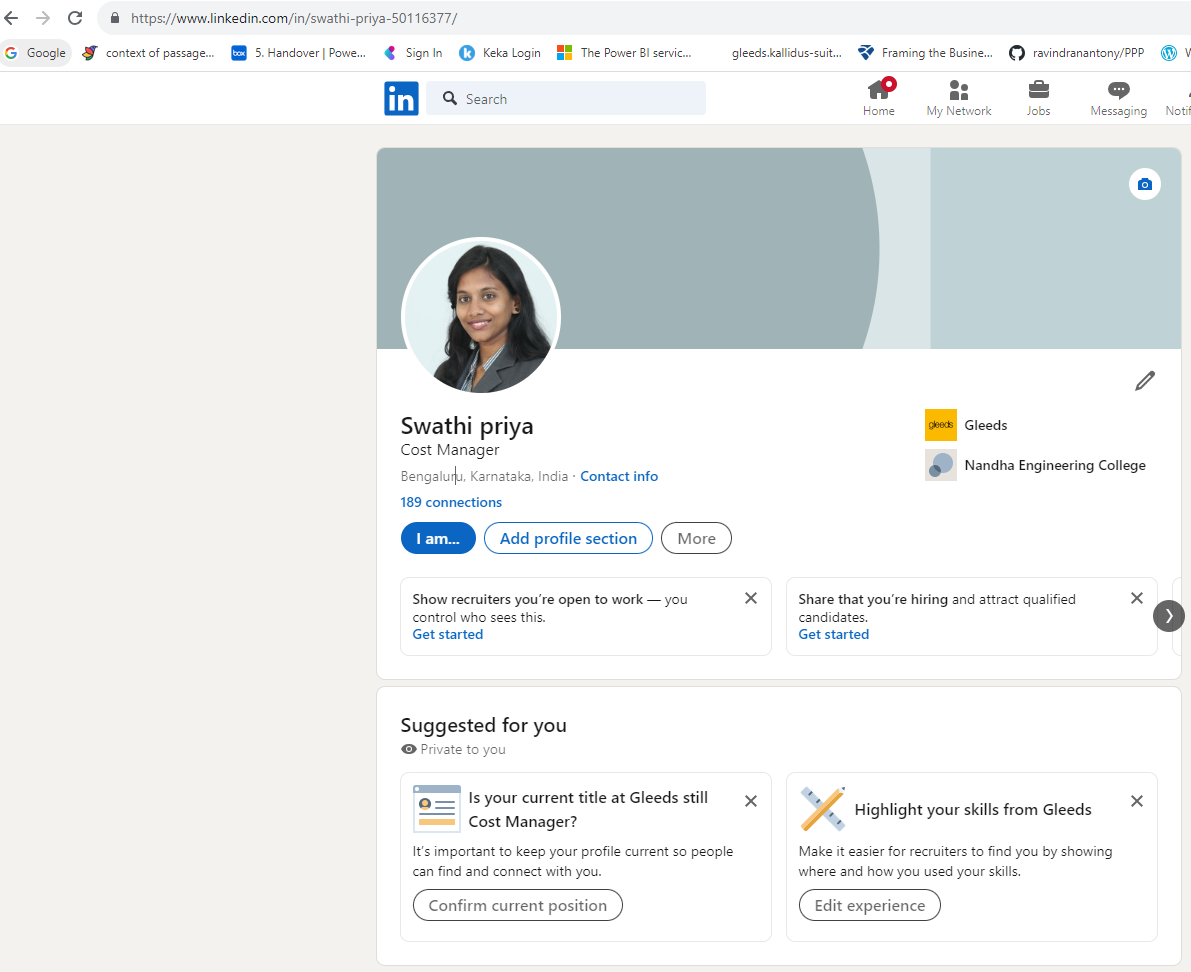 https://www.linkedin.com/in/swathi-priya-50116377/
Google
context of passage...
box
5. Handover | Powe...
Sign In
Keka Login
The Power BI servic...
gleeds.kallidus-suit...
Framing the Busine...
ravindranantony/PPP
in
Search
Home
My Network
Jobs
Messaging
Notif
Swathi priya
Cost Manager
Bengaluru, Karnataka, India · Contact info
189 connections
gleeds
Gleeds
Nandha Engineering College
I am...
Add profile section
More
Show recruiters you’re open to work — you
control who sees this.
Get started
Share that you’re hiring and attract qualified
candidates.
Get started
Suggested for you
Private to you
Is your current title at Gleeds still
Cost Manager?
It’s important to keep your profile current so people
can find and connect with you.
Confirm current position
Highlight your skills from Gleeds
Make it easier for recruiters to find you by showing
where and how you used your skills.
Edit experience